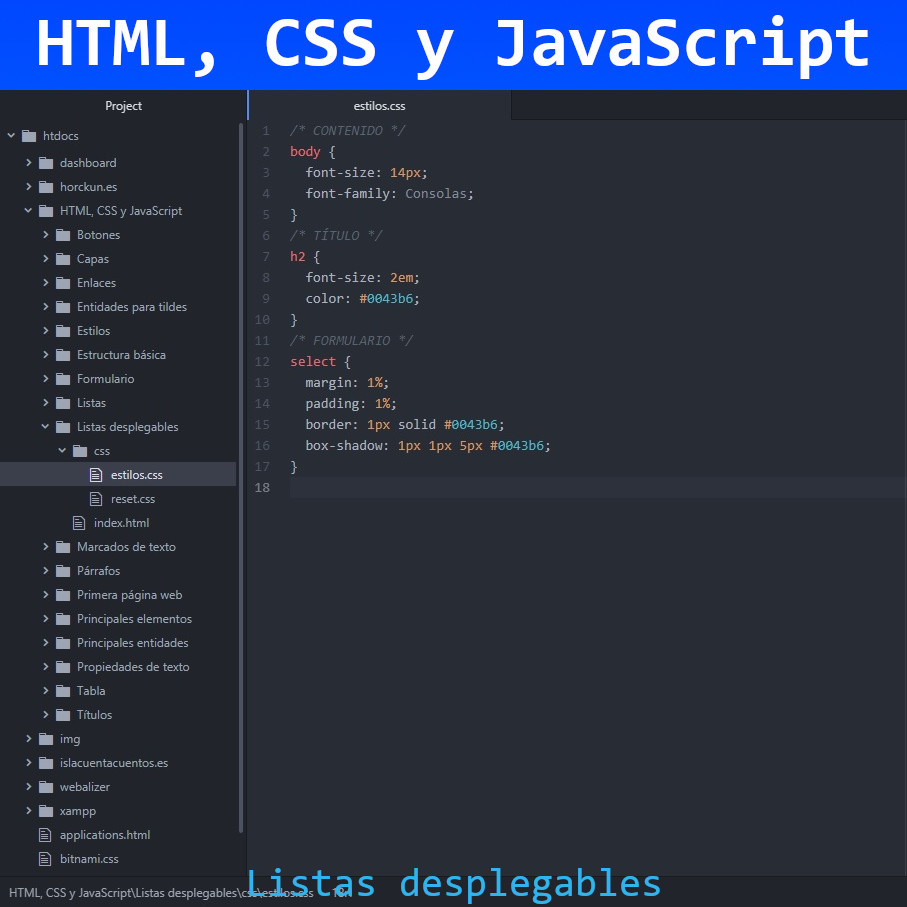 HTML, CSS y JavaScript
Project
htdocs
dashboard
horckun.es
HTML, CSS y JavaScript
Botones
Capas
Enlaces
Entidades para tildes
Estilos
Estructura básica
Formulario
Listas
Listas desplegables
css
estilos.css
reset.css
index.html
Marcados de texto
Párrafos
Primera página web
Principales elementos
Principales entidades
Propiedades de texto
Tabla
Títulos
img
islacuentacuentos.es
webalizer
xampp
applications.html
bitnami.css
estilos.css
1 /* CONTENIDO */
2 body {
3 font-size: 14px;
4 font-family: Consolas;
5 }
6 /* TÍTULO */
7 h2 {
8 font-size: 2em;
9 color: #0043b6;
10 }
11 /* FORMULARIO */
12 select {
13 margin: 1%;
14 padding: 1%;
15 border: 1px solid #0043b6;
16 box-shadow: 1px 1px 5px #0043b6;
17 }
18
HTML, CSS y JavaScript\Listas desplegables\css\estilos.css
Listas desplegables